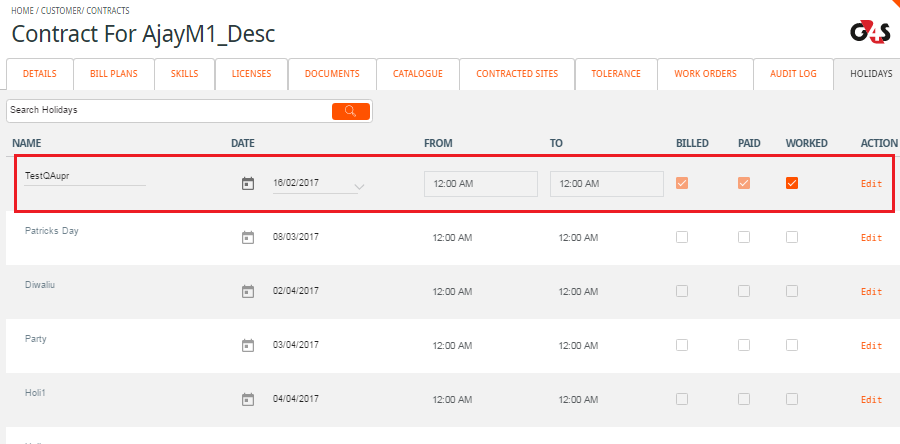 HOME / CUSTOMER/ CONTRACTS
Contract For AjayM1_Desc
G4S
DETAILS BILL PLANS SKILLS LICENSES DOCUMENTS CATALOGUE CONTRACTED SITES TOLERANCE WORK ORDERS AUDIT LOG HOLIDAYS
Search Holidays
NAME DATE FROM TO BILLED PAID WORKED ACTION
TestQAupr 16/02/2017 12:00 AM 12:00 AM Edit
Patricks Day 08/03/2017 12:00 AM 12:00 AM Edit
Diwaliu 02/04/2017 12:00 AM 12:00 AM Edit
Party 03/04/2017 12:00 AM 12:00 AM Edit
Holi1 04/04/2017 12:00 AM 12:00 AM Edit